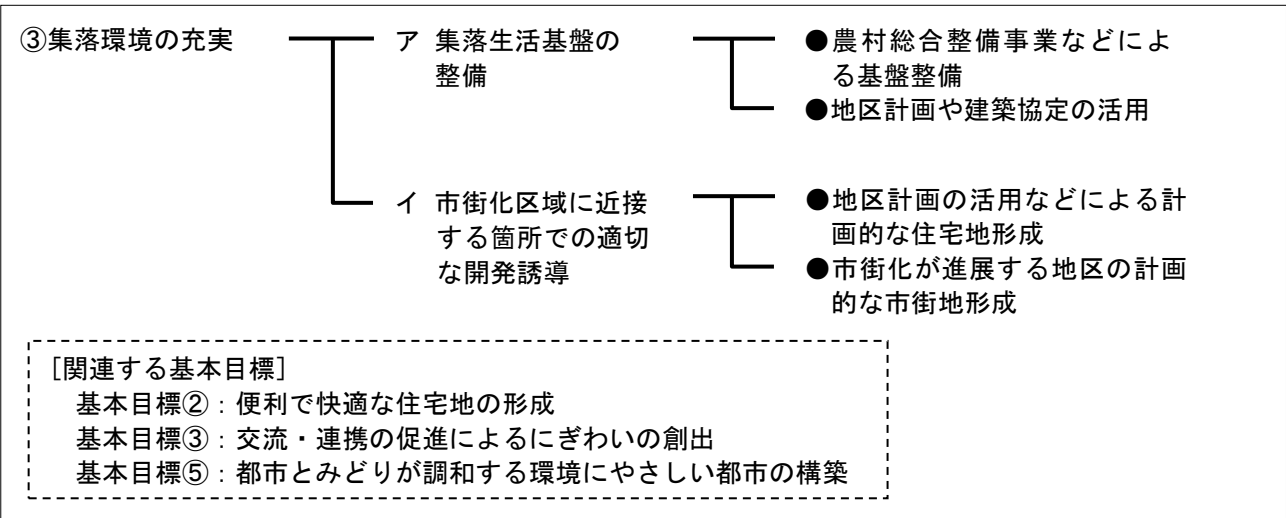 ③集落環境の充実
ア 集落生活基盤の
整備
●農村総合整備事業などによ
る基盤整備
●地区計画や建築協定の活用
イ 市街化区域に近接
する箇所での適切
な開発誘導
●地区計画の活用などによる計
画的な住宅地形成
●市街化が進展する地区の計画
的な市街地形成
[関連する基本目標]
基本目標②：便利で快適な住宅地の形成
基本目標③：交流・連携の促進によるにぎわいの創出
基本目標⑤：都市とみどりが調和する環境にやさしい都市の構築